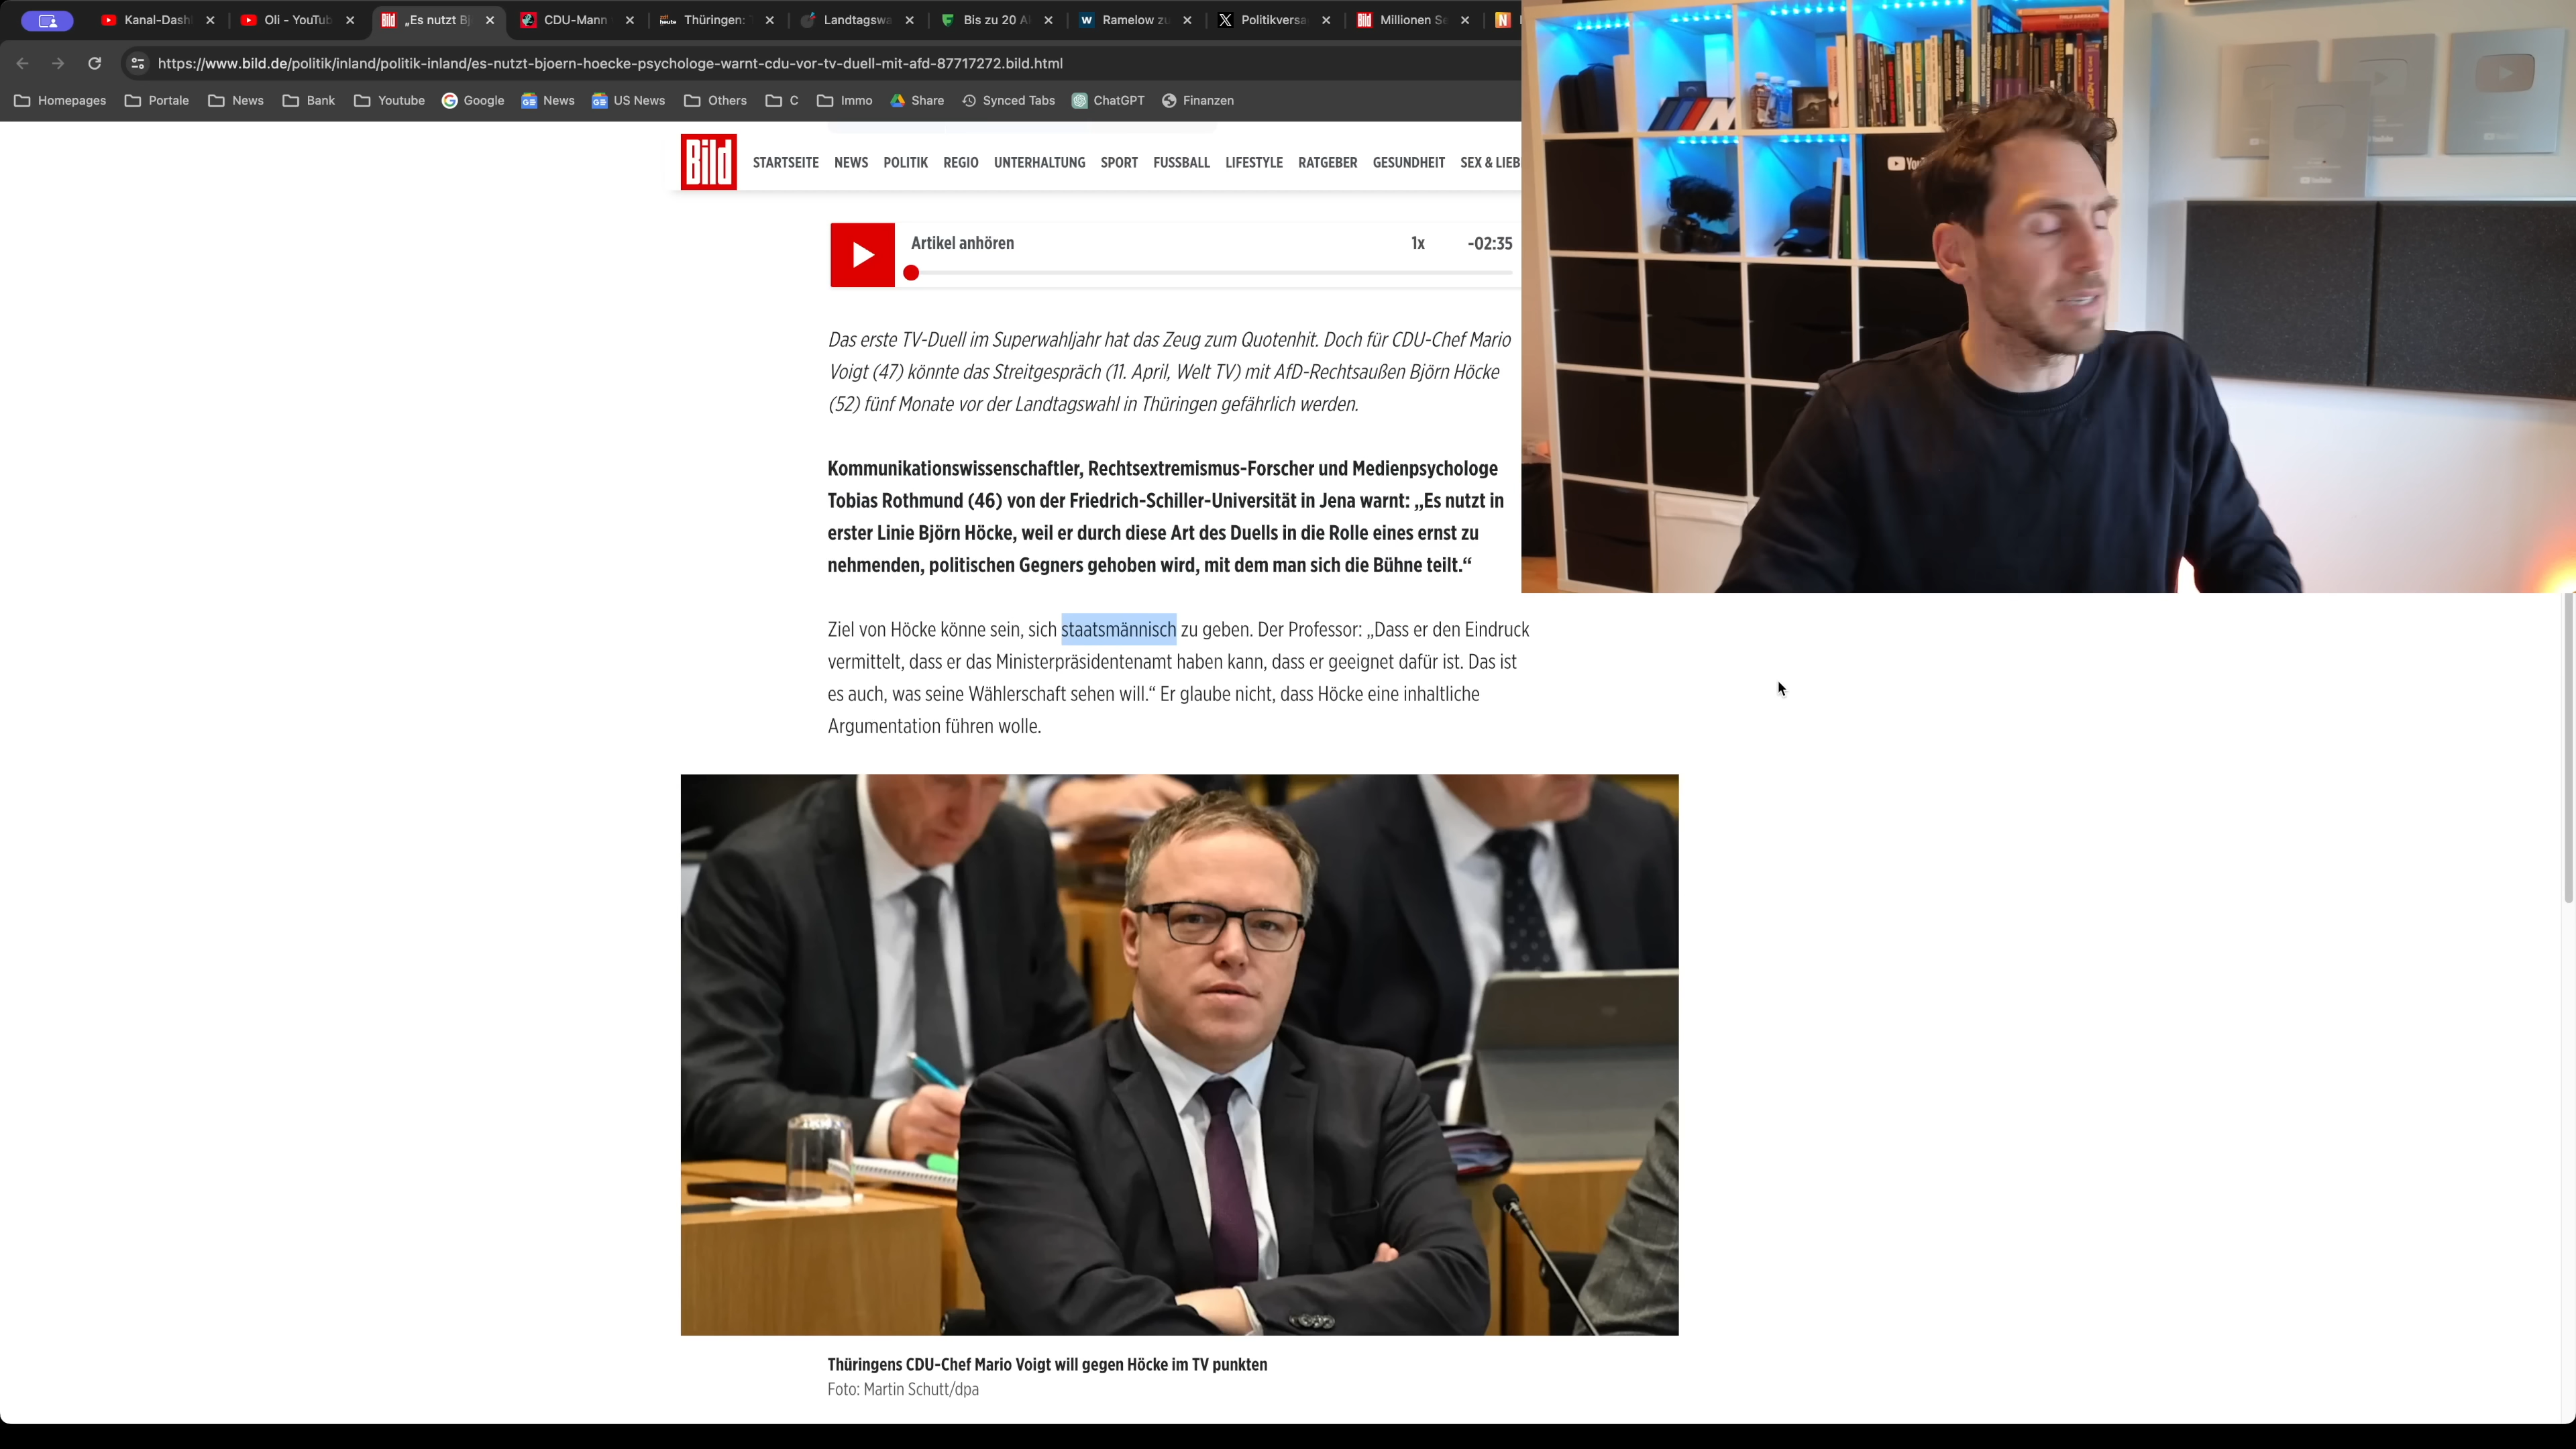 Kanal-Dash
Oli - YouTub
„Es nutzt Bj
CDU-Mann
Thüringen:
Landtagswa
Bis zu 20 A
Ramelow zu
Politikversa
Millionen S
https://www.bild.de/politik/inland/politik-inland/es-nutzt-bjoern-hoecke-psychologe-warnt-cdu-vor-tv-duell-mit-afd-87717272.bild.html
Homepages Portale News Bank Youtube Google News US News Others C Immo Share Synced Tabs ChatGPT Finanzen
Bild
STARTSEITE NEWS POLITIK REGIO UNTERHALTUNG SPORT FUSSBALL LIFESTYLE RATGEBER GESUNDHEIT SEX & LIEB
Artikel anhören 1x -02:35
Das erste TV-Duell im Superwahljahr hat das Zeug zum Quotenhit. Doch für CDU-Chef Mario
Voigt (47) könnte das Streitgespräch (11. April, Welt TV) mit AfD-Rechtsaußen Björn Höcke
(52) fünf Monate vor der Landtagswahl in Thüringen gefährlich werden.
Kommunikationswissenschaftler, Rechtsextremismus-Forscher und Medienpsychologe
Tobias Rothmund (46) von der Friedrich-Schiller-Universität in Jena warnt: „Es nutzt in
erster Linie Björn Höcke, weil er durch diese Art des Duells in die Rolle eines ernst zu
nehmenden, politischen Gegners gehoben wird, mit dem man sich die Bühne teilt.“
Ziel von Höcke könne sein, sich staatsmännisch zu geben. Der Professor: „Dass er den Eindruck
vermittelt, dass er das Ministerpräsidentenamt haben kann, dass er geeignet dafür ist. Das ist
es auch, was seine Wählerschaft sehen will.“ Er glaube nicht, dass Höcke eine inhaltliche
Argumentation führen wolle.
Thüringens CDU-Chef Mario Voigt will gegen Höcke im TV punkten
Foto: Martin Schutt/dpa